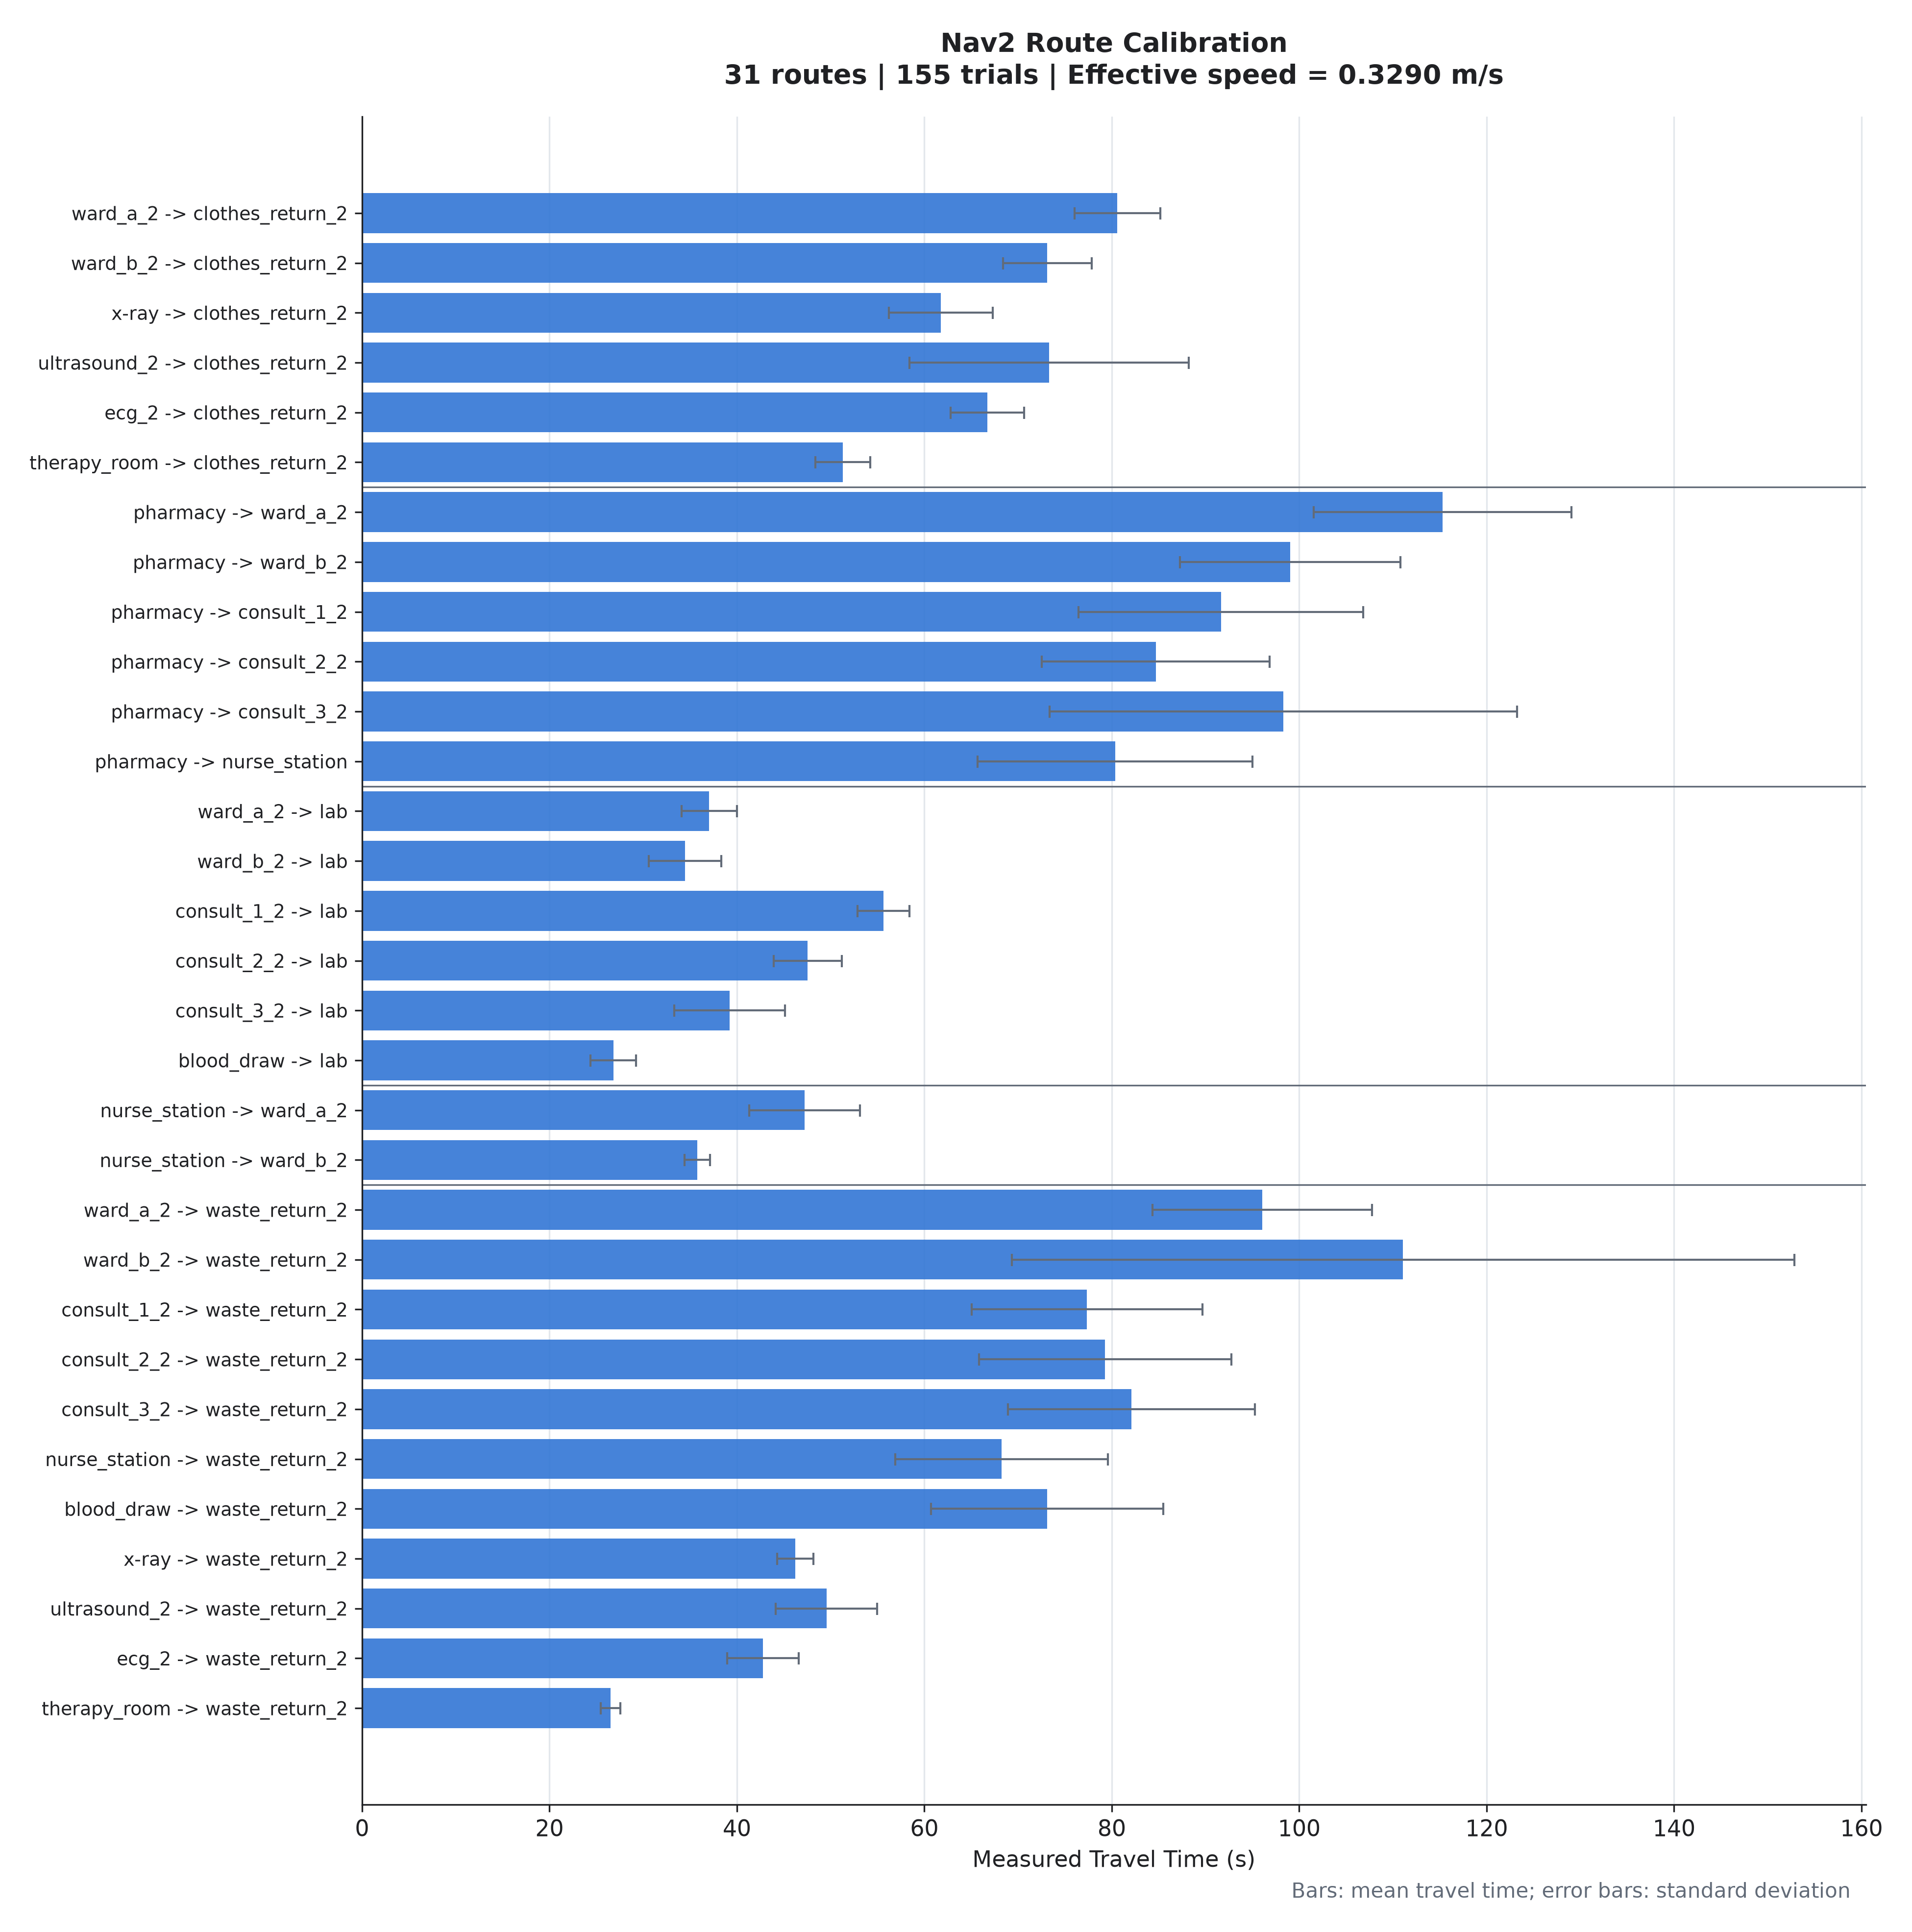 Nav2 Route Calibration
31 routes | 155 trials | Effective speed = 0.3290 m/s
ward_a_2 -> clothes_return_2
ward_b_2 -> clothes_return_2
x-ray -> clothes_return_2
ultrasound_2 -> clothes_return_2
ecg_2 -> clothes_return_2
therapy_room -> clothes_return_2
pharmacy -> ward_a_2
pharmacy -> ward_b_2
pharmacy -> consult_1_2
pharmacy -> consult_2_2
pharmacy -> consult_3_2
pharmacy -> nurse_station
ward_a_2 -> lab
ward_b_2 -> lab
consult_1_2 -> lab
consult_2_2 -> lab
consult_3_2 -> lab
blood_draw -> lab
nurse_station -> ward_a_2
nurse_station -> ward_b_2
ward_a_2 -> waste_return_2
ward_b_2 -> waste_return_2
consult_1_2 -> waste_return_2
consult_2_2 -> waste_return_2
consult_3_2 -> waste_return_2
nurse_station -> waste_return_2
blood_draw -> waste_return_2
x-ray -> waste_return_2
ultrasound_2 -> waste_return_2
ecg_2 -> waste_return_2
therapy_room -> waste_return_2
0 20 40 60 80 100 120 140 160
Measured Travel Time (s)
Bars: mean travel time; error bars: standard deviation